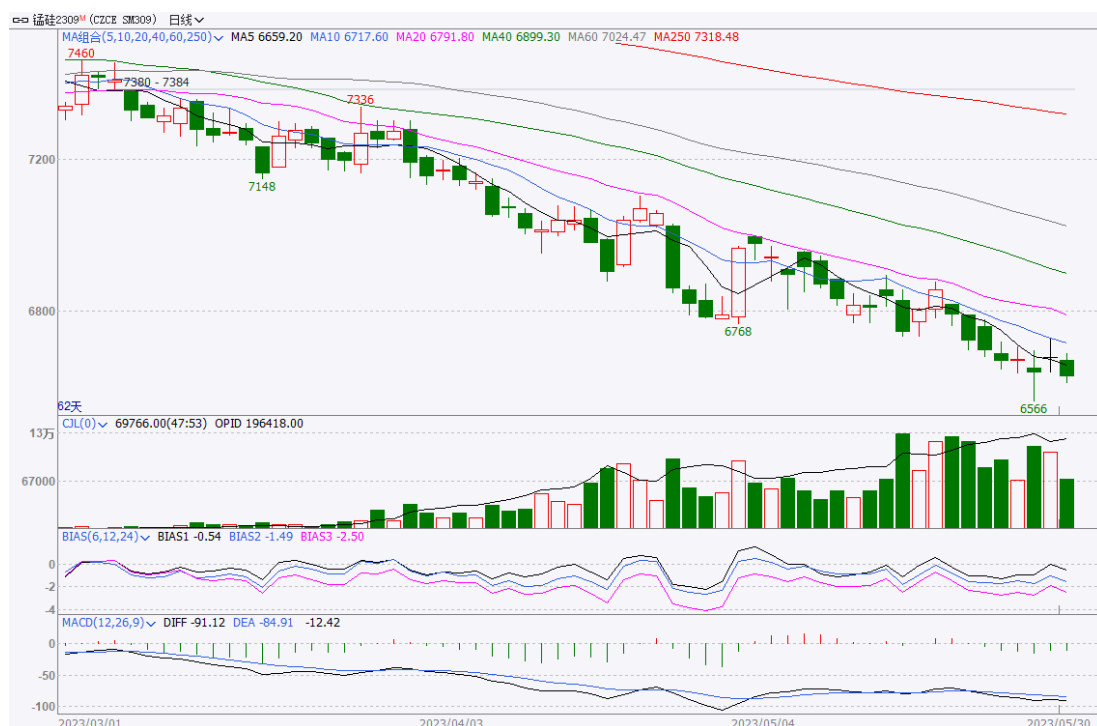 锰硅2309ᴹ (CZCE SM309) 日线
MA组合(5,10,20,40,60,250) MA5 6659.20 MA10 6717.60 MA20 6791.80 MA40 6899.30 MA60 7024.47 MA250 7318.48
7460
7380 - 7384
7336
7200
7148
6800
6768
6566
62天
CJL(0) 69766.00(47:53) OPID 196418.00
13万
67000
BIAS(6,12,24) BIAS1 -0.54 BIAS2 -1.49 BIAS3 -2.50
0
-2
-4
MACD(12,26,9) DIFF -91.12 DEA -84.91 -12.42
0
-50
-100
2023/03/01 2023/04/03 2023/05/04 2023/05/30